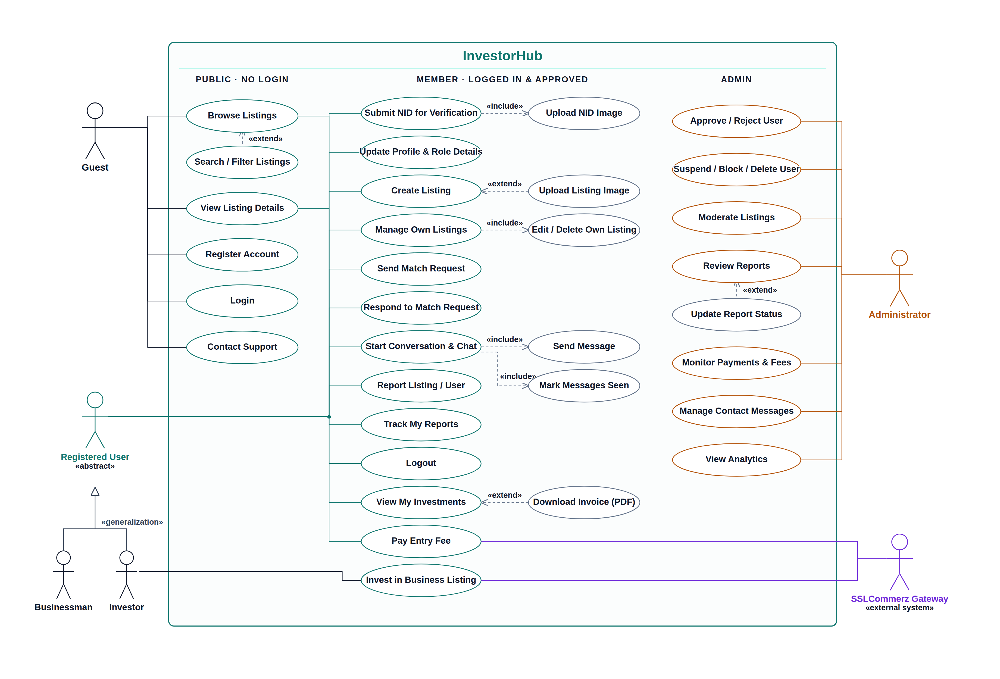 InvestorHub
PUBLIC · NO LOGIN
MEMBER · LOGGED IN & APPROVED
ADMIN
Guest
Browse Listings
«extend»
Search / Filter Listings
View Listing Details
Register Account
Login
Contact Support
Submit NID for Verification
«include»
Upload NID Image
Update Profile & Role Details
Create Listing
«extend»
Upload Listing Image
Manage Own Listings
«include»
Edit / Delete Own Listing
Send Match Request
Respond to Match Request
Start Conversation & Chat
«include»
Send Message
«include»
Report Listing / User
Mark Messages Seen
Track My Reports
Logout
View My Investments
«extend»
Download Invoice (PDF)
Pay Entry Fee
Invest in Business Listing
Approve / Reject User
Suspend / Block / Delete User
Moderate Listings
Review Reports
«extend»
Update Report Status
Monitor Payments & Fees
Manage Contact Messages
View Analytics
Administrator
Registered User
«abstract»
«generalization»
Businessman
Investor
SSLCommerz Gateway
«external system»